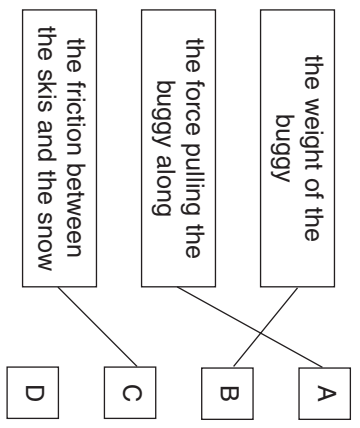 the weight of the
buggy
the force pulling the
buggy along
the friction between
the skis and the snow
A
B
C
D